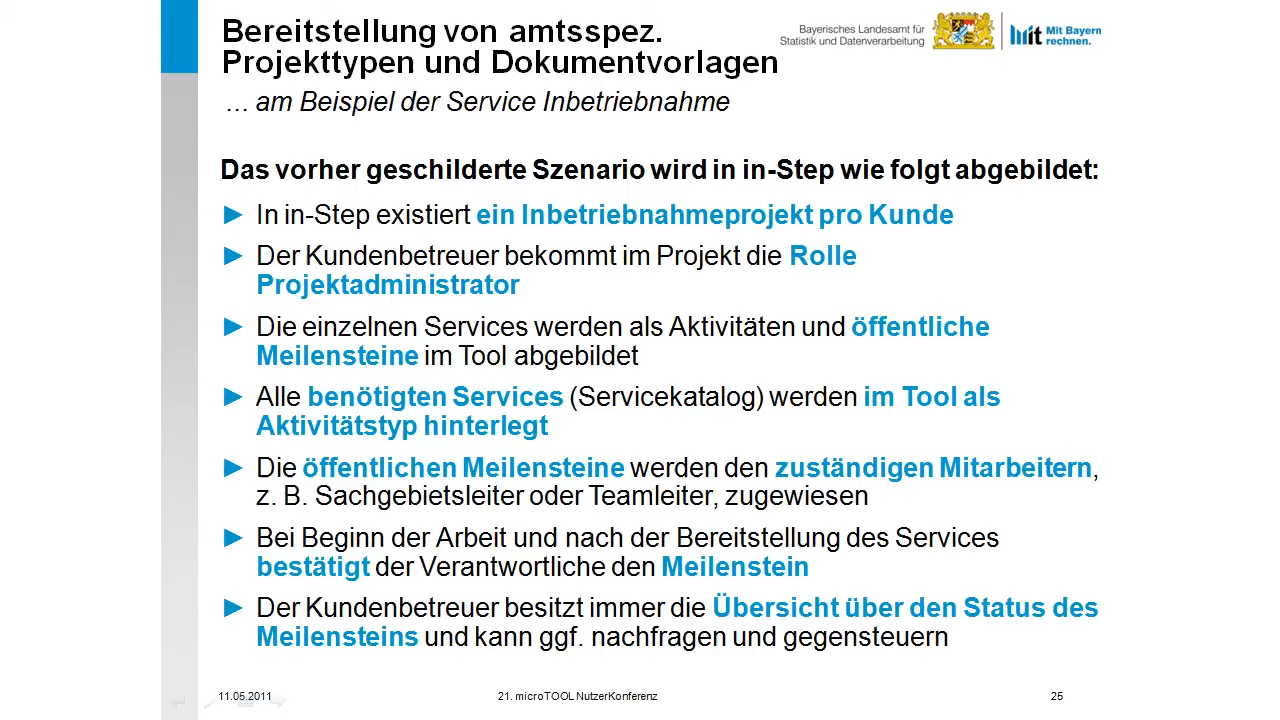 Bereitstellung von amtsspez.
Projekttypen und Dokumentvorlagen
... am Beispiel der Service Inbetriebnahme
Bayerisches Landesamt für
Statistik und Datenverarbeitung
mit Mit Bayern
rechnen.
Das vorher geschilderte Szenario wird in in-Step wie folgt abgebildet:
► In in-Step existiert ein Inbetriebnahmeprojekt pro Kunde
► Der Kundenbetreuer bekommt im Projekt die Rolle
Projektadministrator
► Die einzelnen Services werden als Aktivitäten und öffentliche
Meilensteine im Tool abgebildet
► Alle benötigten Services (Servicekatalog) werden im Tool als
Aktivitätstyp hinterlegt
► Die öffentlichen Meilensteine werden den zuständigen Mitarbeitern,
z. B. Sachgebietsleiter oder Teamleiter, zugewiesen
► Bei Beginn der Arbeit und nach der Bereitstellung des Services
bestätigt der Verantwortliche den Meilenstein
► Der Kundenbetreuer besitzt immer die Übersicht über den Status des
Meilensteins und kann ggf. nachfragen und gegensteuern
11.05.2011
21. microTOOL NutzerKonferenz
25